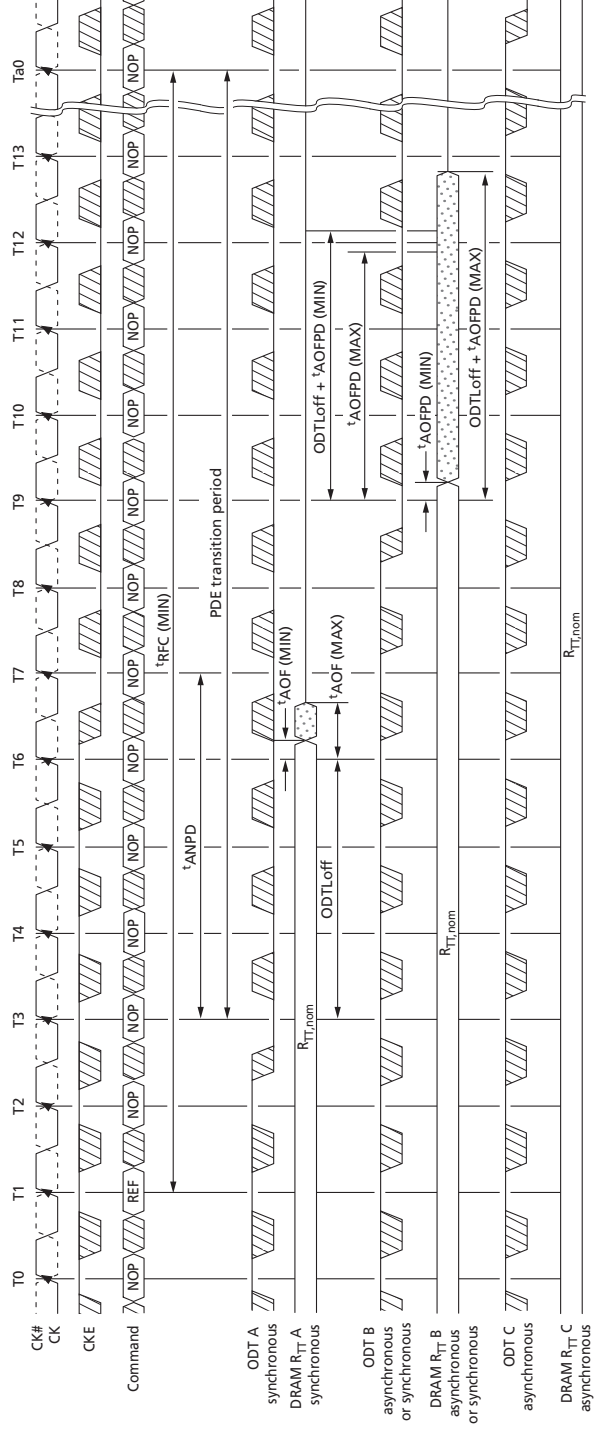 T0 T1 T2 T3 T4 T5 T6 T7 T8 T9 T10 T11 T12 T13 Ta0
CK#
CK
CKE
Command
NOP REF NOP NOP NOP NOP NOP NOP NOP NOP NOP NOP NOP NOP NOP
tRFC (MIN)
tANPD
PDE transition period
ODT A
synchronous
DRAM RTT A
synchronous
RTT,nom
tAOF (MIN)
ODTLoff
tAOF (MAX)
ODTLoff + tAOFPD (MIN)
tAOFPD (MAX)
ODT B
asynchronous
or synchronous
tAOFPD (MIN)
DRAM RTT B
asynchronous
or synchronous
RTT,nom
ODTLoff + tAOFPD (MAX)
ODT C
asynchronous
DRAM RTT C
asynchronous
RTT,nom